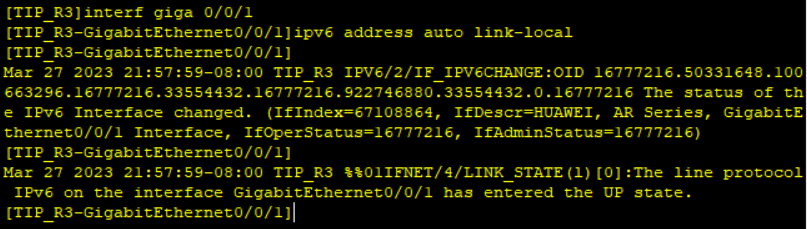 [TIP_R3]interf giga 0/0/1
[TIP_R3-GigabitEthernet0/0/1]ipv6 address auto link-local
[TIP_R3-GigabitEthernet0/0/1]
Mar 27 2023 21:57:59-08:00 TIP_R3 IPV6/2/IF_IPV6CHANGE:OID 16777216.50331648.100
663296.16777216.33554432.16777216.922746880.33554432.0.16777216 The status of th
e IPv6 Interface changed. (IfIndex=67108864, IfDescr=HUAWEI, AR Series, GigabitE
thernet0/0/1 Interface, IfOperStatus=16777216, IfAdminStatus=16777216)
[TIP_R3-GigabitEthernet0/0/1]
Mar 27 2023 21:57:59-08:00 TIP_R3 %%01IFNET/4/LINK_STATE(l)[0]:The line protocol
 IPv6 on the interface GigabitEthernet0/0/1 has entered the UP state.
[TIP_R3-GigabitEthernet0/0/1]